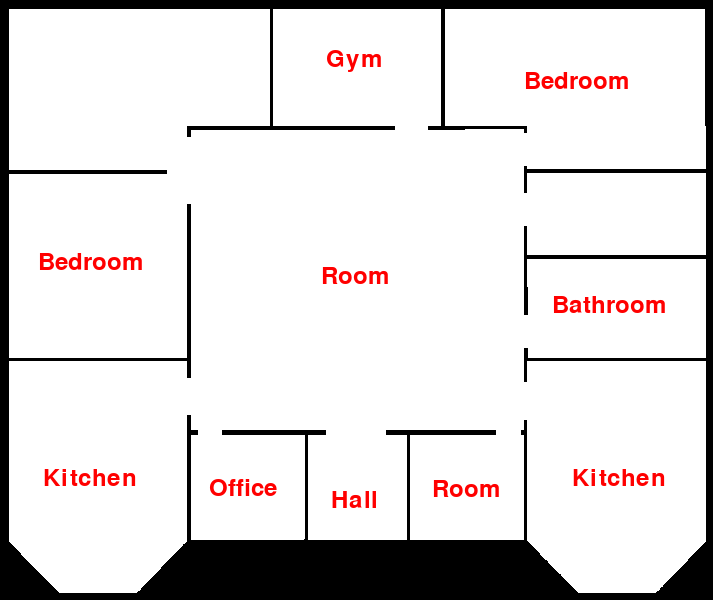 Gym
Bedroom
Bedroom
Room
Bathroom
Kitchen
Office
Hall
Room
Kitchen